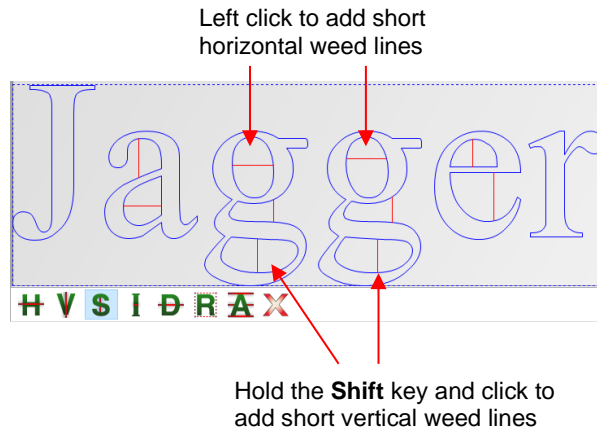 Left click to add short
horizontal weed lines
Jagger
H V S I D R A X
Hold the Shift key and click to
add short vertical weed lines